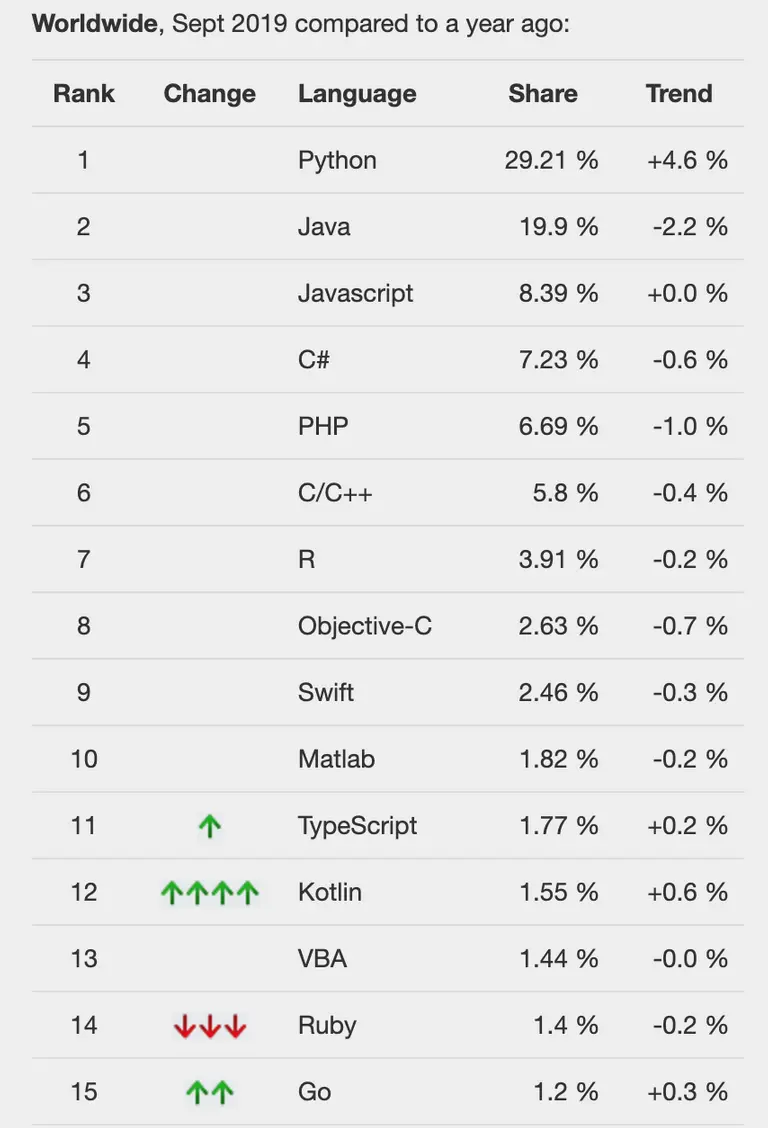 Worldwide, Sept 2019 compared to a year ago:
Rank Change Language Share Trend
1 Python 29.21 % +4.6 %
2 Java 19.9 % -2.2 %
3 Javascript 8.39 % +0.0 %
4 C# 7.23 % -0.6 %
5 PHP 6.69 % -1.0 %
6 C/C++ 5.8 % -0.4 %
7 R 3.91 % -0.2 %
8 Objective-C 2.63 % -0.7 %
9 Swift 2.46 % -0.3 %
10 Matlab 1.82 % -0.2 %
11 ↑ TypeScript 1.77 % +0.2 %
12 ↑↑↑↑ Kotlin 1.55 % +0.6 %
13 VBA 1.44 % -0.0 %
14 ↓↓↓ Ruby 1.4 % -0.2 %
15 ↑↑ Go 1.2 % +0.3 %